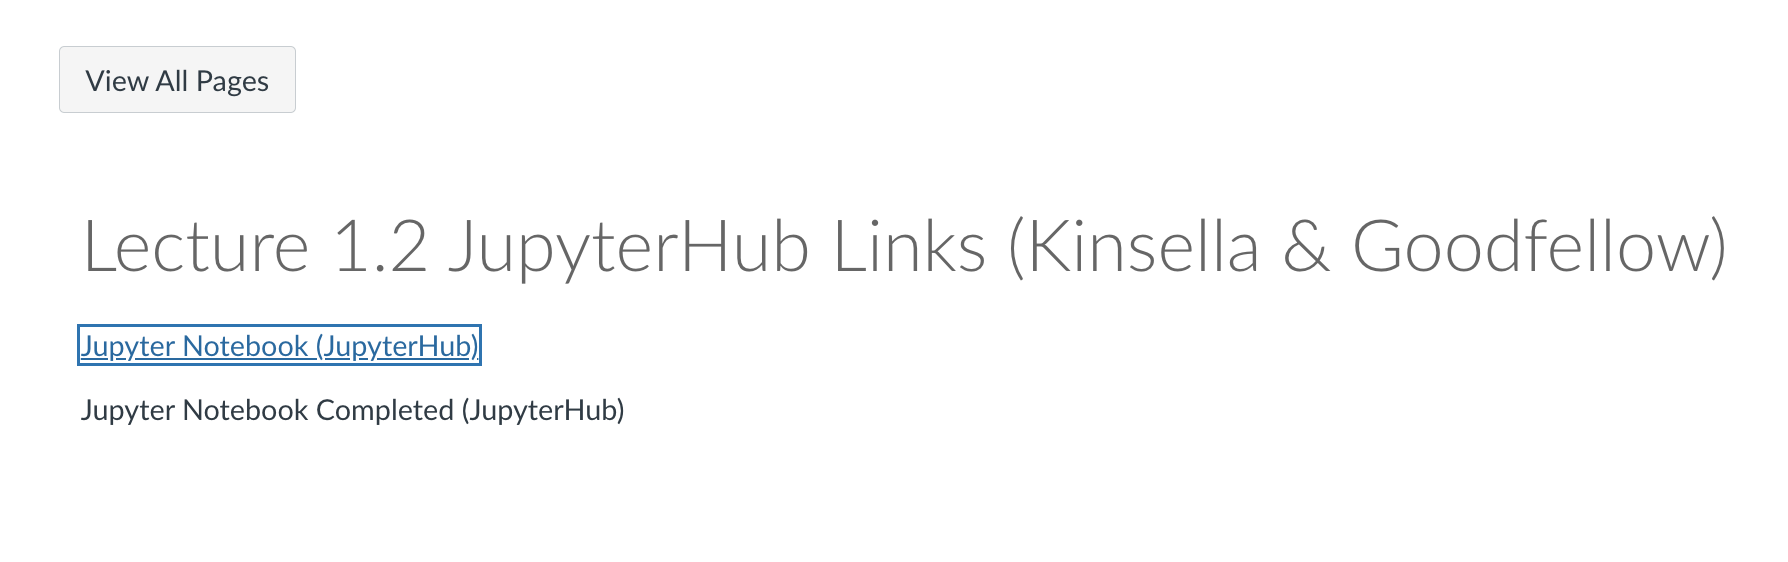 View All Pages
Lecture 1.2 JupyterHub Links (Kinsella & Goodfellow)
Jupyter Notebook (JupyterHub)
Jupyter Notebook Completed (JupyterHub)